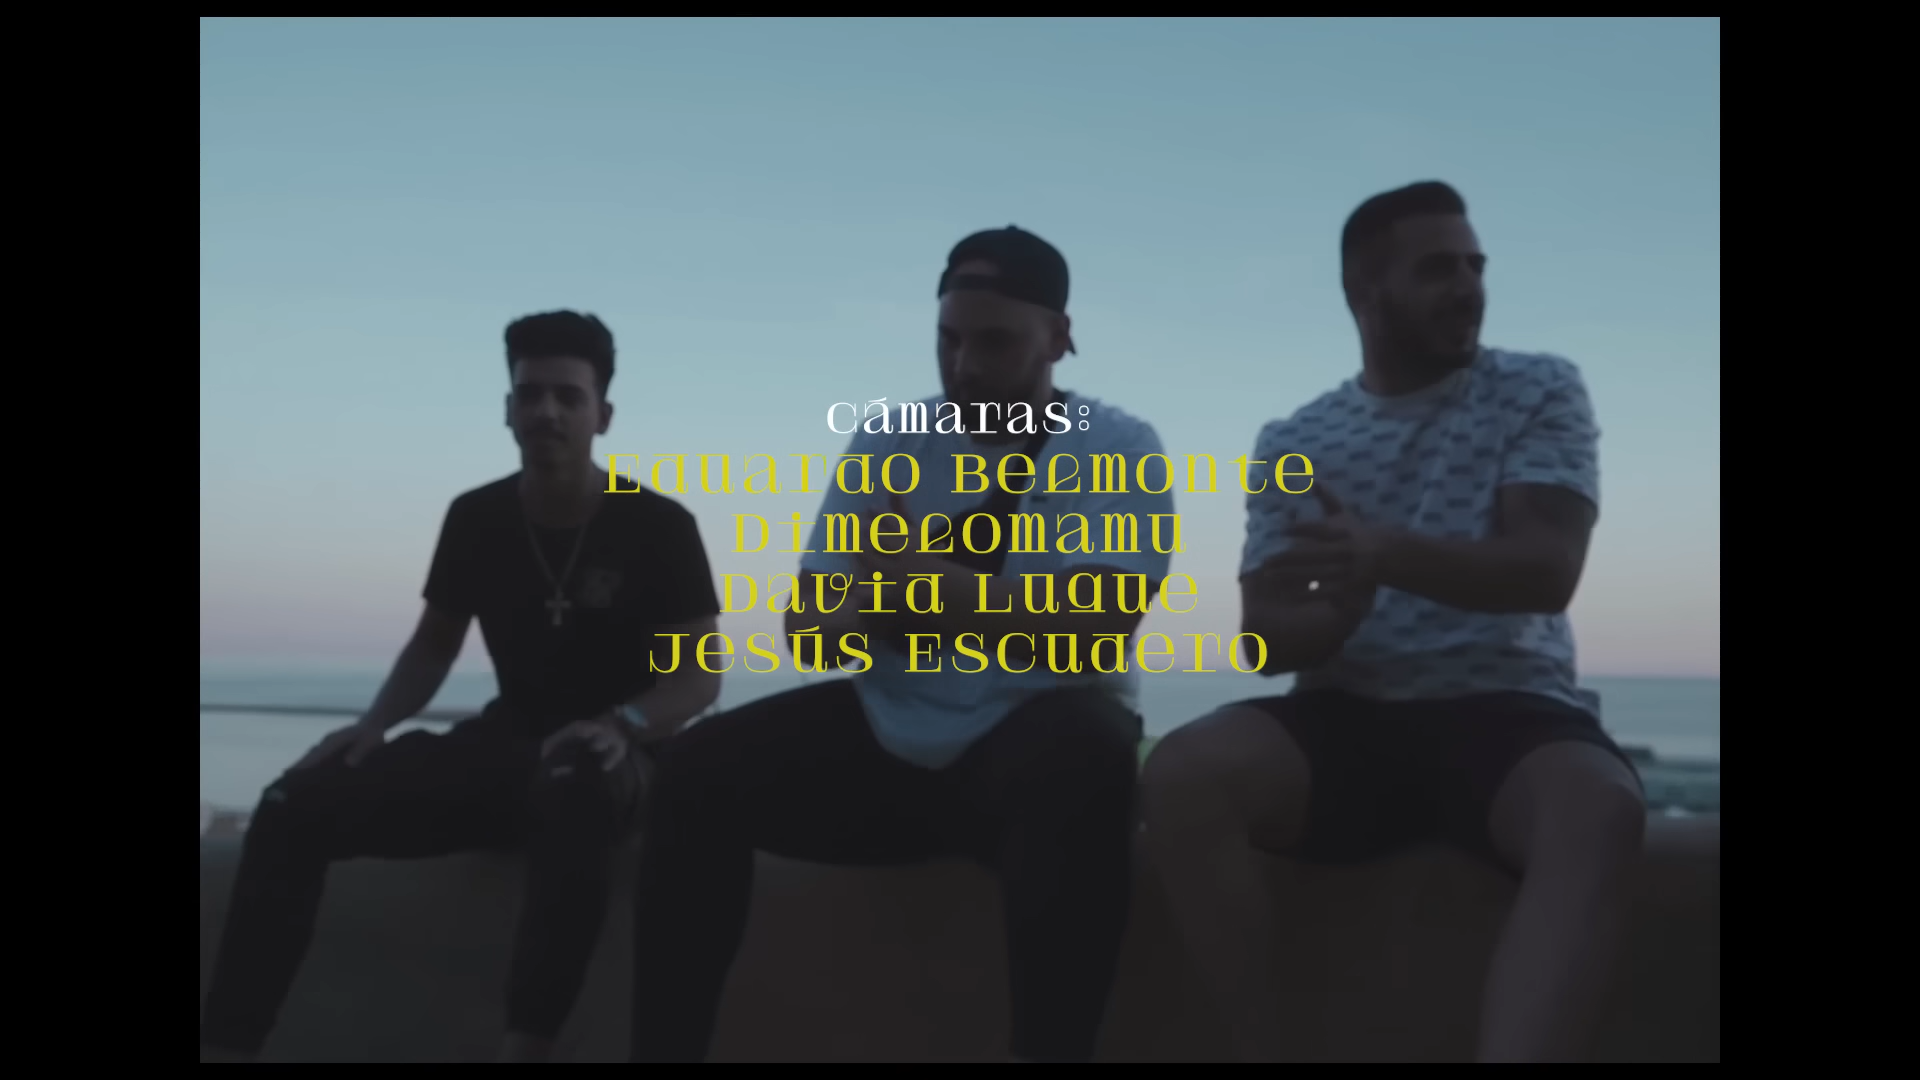 Cámaras:
Eduardo Belmonte
Dimelomamu
David Luque
Jesús Escudero